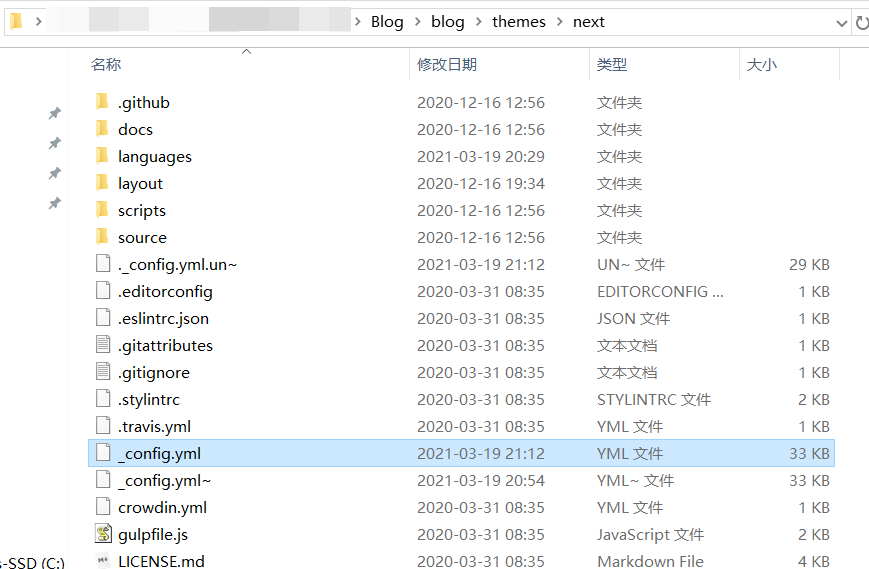 Blog > blog > themes > next
名称 修改日期 类型 大小
.github 2020-12-16 12:56 文件夹
docs 2020-12-16 12:56 文件夹
languages 2021-03-19 20:29 文件夹
layout 2020-12-16 19:34 文件夹
scripts 2020-12-16 12:56 文件夹
source 2020-12-16 12:56 文件夹
._config.yml.un~ 2021-03-19 21:12 UN~ 文件 29 KB
.editorconfig 2020-03-31 08:35 EDITORCONFIG ... 1 KB
.eslintrc.json 2020-03-31 08:35 JSON 文件 1 KB
.gitattributes 2020-03-31 08:35 文本文档 1 KB
.gitignore 2020-03-31 08:35 文本文档 1 KB
.stylintrc 2020-03-31 08:35 STYLINTRC 文件 2 KB
.travis.yml 2020-03-31 08:35 YML 文件 1 KB
_config.yml 2021-03-19 21:12 YML 文件 33 KB
_config.yml~ 2021-03-19 20:54 YML~ 文件 33 KB
crowdin.yml 2020-03-31 08:35 YML 文件 1 KB
gulpfile.js 2020-03-31 08:35 JavaScript 文件 2 KB
s-SSD (C:) LICENSE.md 2020-03-31 08:35 Markdown File 4 KB